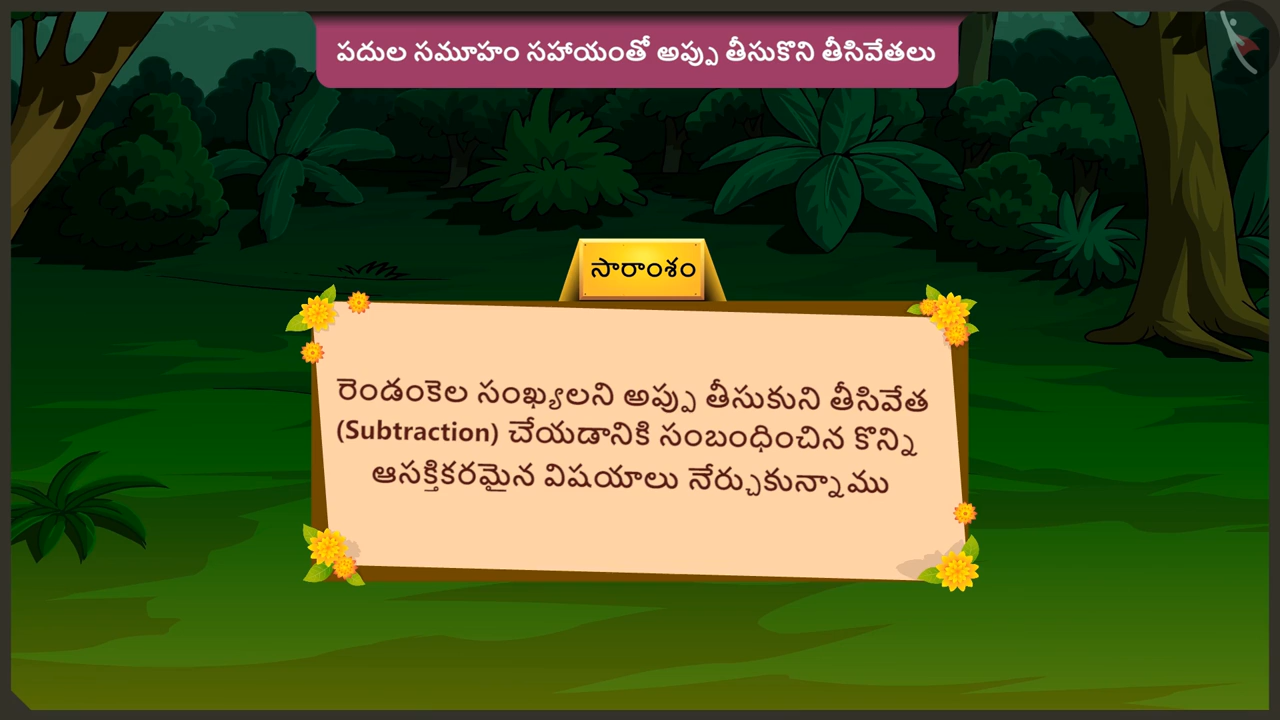 పదుల సమూహం సహాయంతో అప్పు తీసుకొని తీసివేతలు
సారాంశం
రెండంకెల సంఖ్యలని అప్పు తీసుకుని తీసివేత
(Subtraction) చేయడానికి సంబంధించిన కొన్ని
ఆసక్తికరమైన విషయాలు నేర్చుకున్నాము